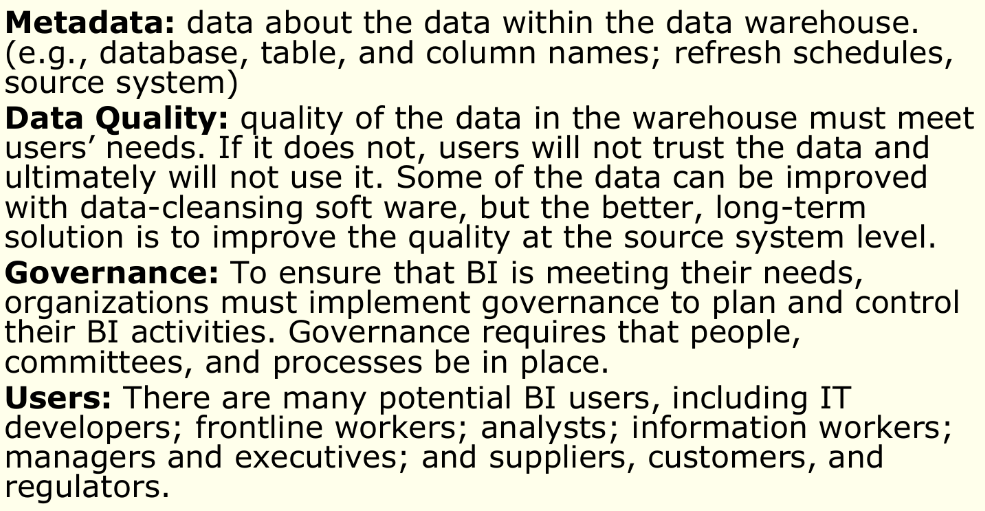 Metadata: data about the data within the data warehouse.
(e.g., database, table, and column names; refresh schedules,
source system)
Data Quality: quality of the data in the warehouse must meet
users’ needs. If it does not, users will not trust the data and
ultimately will not use it. Some of the data can be improved
with data-cleansing soft ware, but the better, long-term
solution is to improve the quality at the source system level.
Governance: To ensure that BI is meeting their needs,
organizations must implement governance to plan and control
their BI activities. Governance requires that people,
committees, and processes be in place.
Users: There are many potential BI users, including IT
developers; frontline workers; analysts; information workers;
managers and executives; and suppliers, customers, and
regulators.